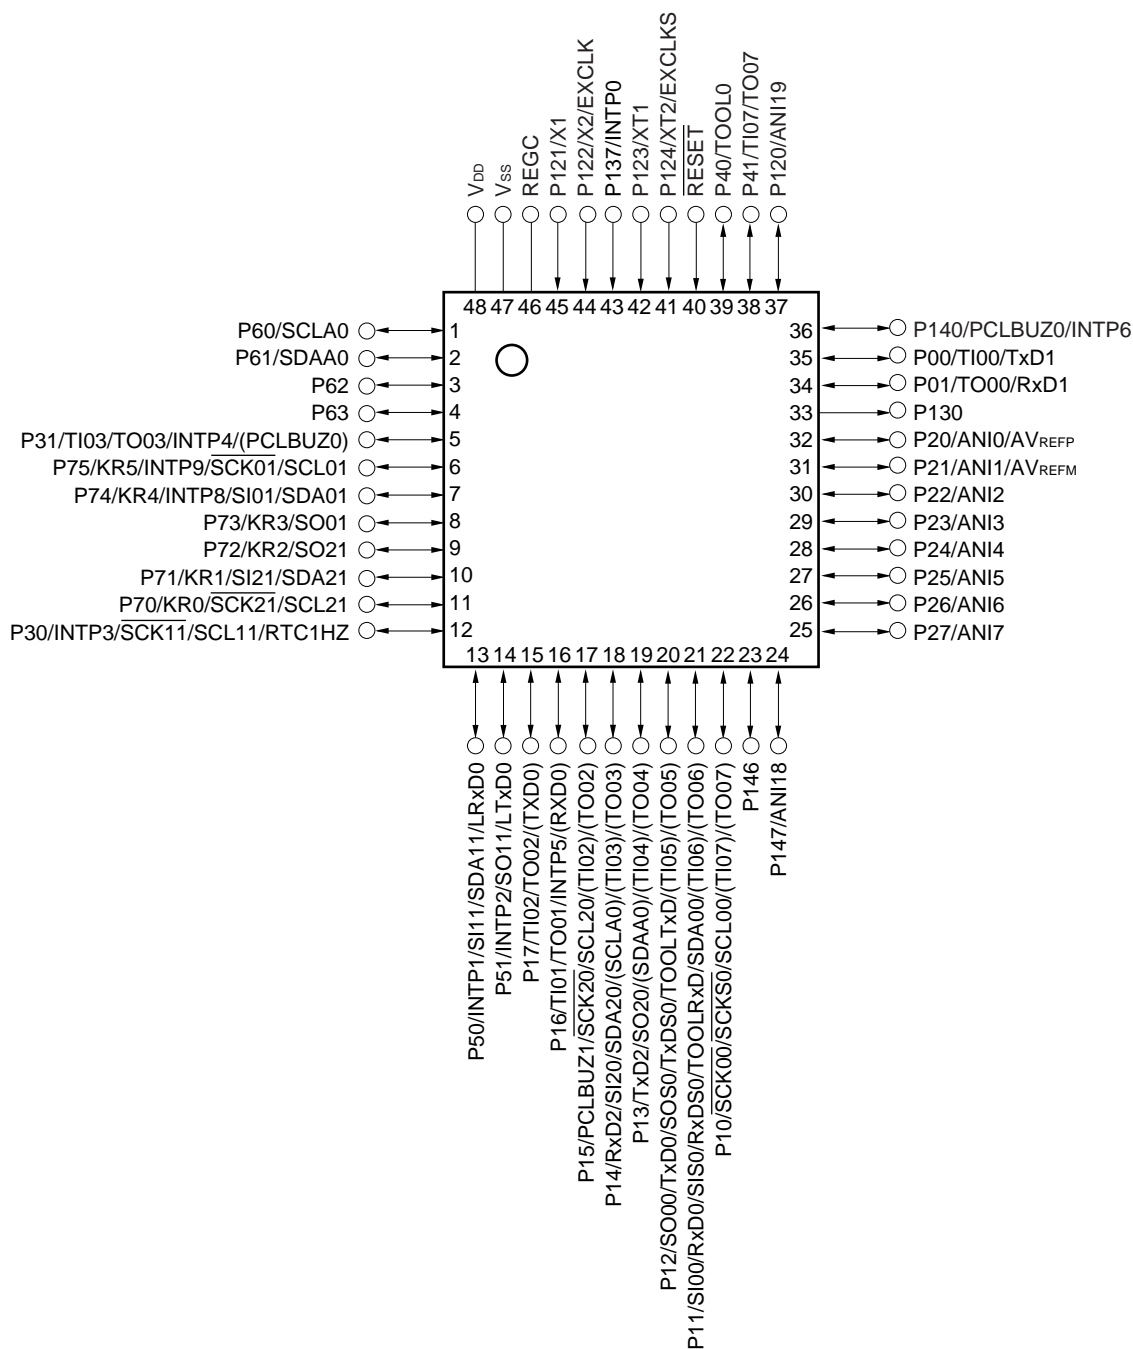 VDD
VSS
REGC
P121/X1
P122/X2/EXCLK
P137/INTP0
P123/XT1
P124/XT2/EXCLKS
RESET
P40/TOOL0
P41/TI07/TO07
P120/ANI19
48 47 46 45 44 43 42 41 40 39 38 37
P60/SCLA0 1
P61/SDAA0 2
P62 3
P63 4
P31/TI03/TO03/INTP4/(PCLBUZ0) 5
P75/KR5/INTP9/SCK01/SCL01 6
P74/KR4/INTP8/SI01/SDA01 7
P73/KR3/SO01 8
P72/KR2/SO21 9
P71/KR1/SI21/SDA21 10
P70/KR0/SCK21/SCL21 11
P30/INTP3/SCK11/SCL11/RTC1HZ 12
36 P140/PCLBUZ0/INTP6
35 P00/TI00/TxD1
34 P01/TO00/RxD1
33 P130
32 P20/ANI0/AVREFP
31 P21/ANI1/AVREFM
30 P22/ANI2
29 P23/ANI3
28 P24/ANI4
27 P25/ANI5
26 P26/ANI6
25 P27/ANI7
13 14 15 16 17 18 19 20 21 22 23 24
P50/INTP1/SI11/SDA11/LRxD0
P51/INTP2/SO11/LTxD0
P17/TI02/TO02/(TXD0)
P16/TI01/TO01/INTP5/(RXD0)
P15/PCLBUZ1/SCK20/SCL20/(TI02)/(TO02)
P14/RxD2/SI20/SDA20/(SCLA0)/(TI03)/(TO03)
P13/TxD2/SO20/(SDAA0)/(TI04)/(TO04)
P12/SO00/TxD0/SOS0/TxDS0/TOOLTxD/(TI05)/(TO05)
P11/SI00/RxD0/SIS0/RxDS0/TOOLRxD/SDA00/(TI06)/(TO06)
P10/SCK00/SCKS0/SCL00/(TI07)/(TO07)
P146
P147/ANI18